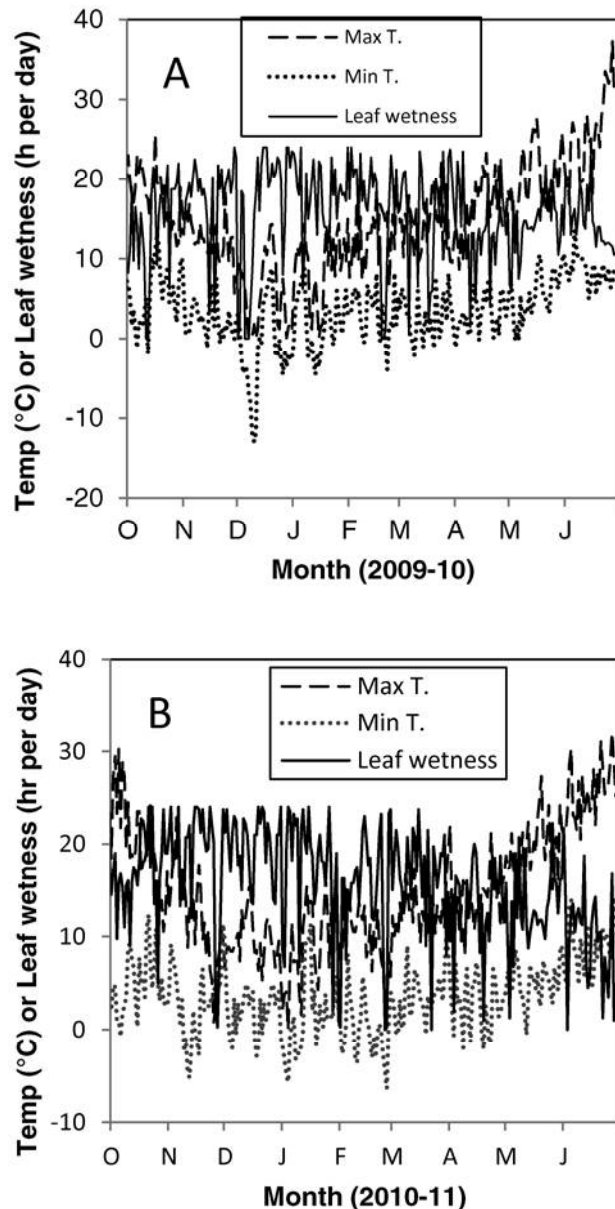 40
30
20
10
0
-10
-20
Temp (°C) or Leaf wetness (h per day)
A
Max T.
Min T.
Leaf wetness
O N D J F M A M J
Month (2009-10)
40
30
20
10
0
-10
Temp (°C) or Leaf wetness (hr per day)
B
Max T.
Min T.
Leaf wetness
O N D J F M A M J
Month (2010-11)